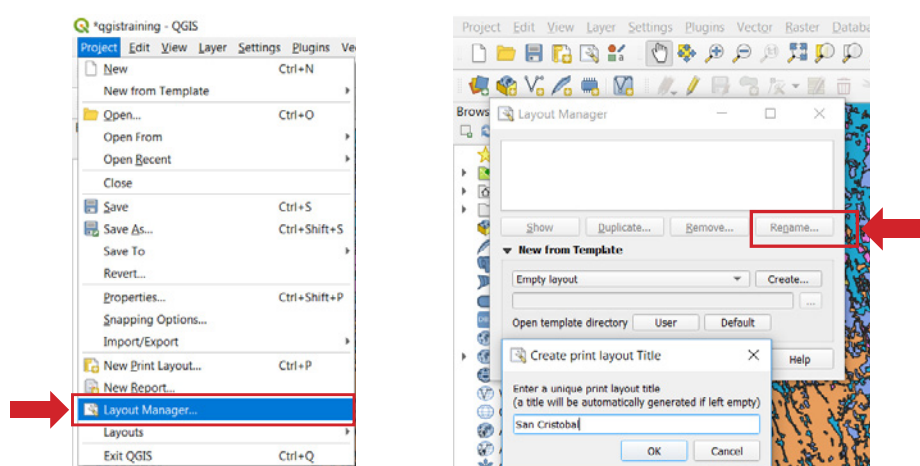 *qgistraining - QGIS
Project Edit View Layer Settings Plugins Ve
New Ctrl+N
New from Template
Open... Ctrl+O
Open From
Open Recent
Close
Save Ctrl+S
Save As... Ctrl+Shift+S
Save To
Revert...
Properties... Ctrl+Shift+P
Snapping Options...
Import/Export
New Print Layout... Ctrl+P
New Report...
Layout Manager...
Layouts
Exit QGIS Ctrl+Q
Project Edit View Layer Settings Plugins Vector Raster Databa
Brows
Layout Manager
Show Duplicate... Remove... Rename...
New from Template
Empty layout Create...
...
Open template directory User Default
Help
Create print layout Title
Enter a unique print layout title
(a title will be automatically generated if left empty)
San Cristobal
OK Cancel